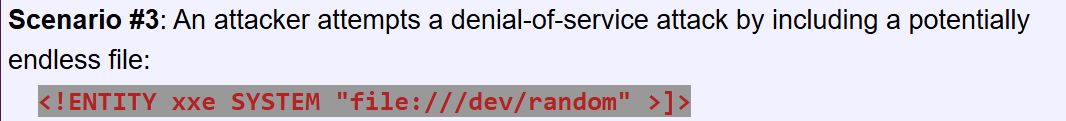 Scenario #3: An attacker attempts a denial-of-service attack by including a potentially
endless file:
<!ENTITY xxe SYSTEM "file:///dev/random" >]>